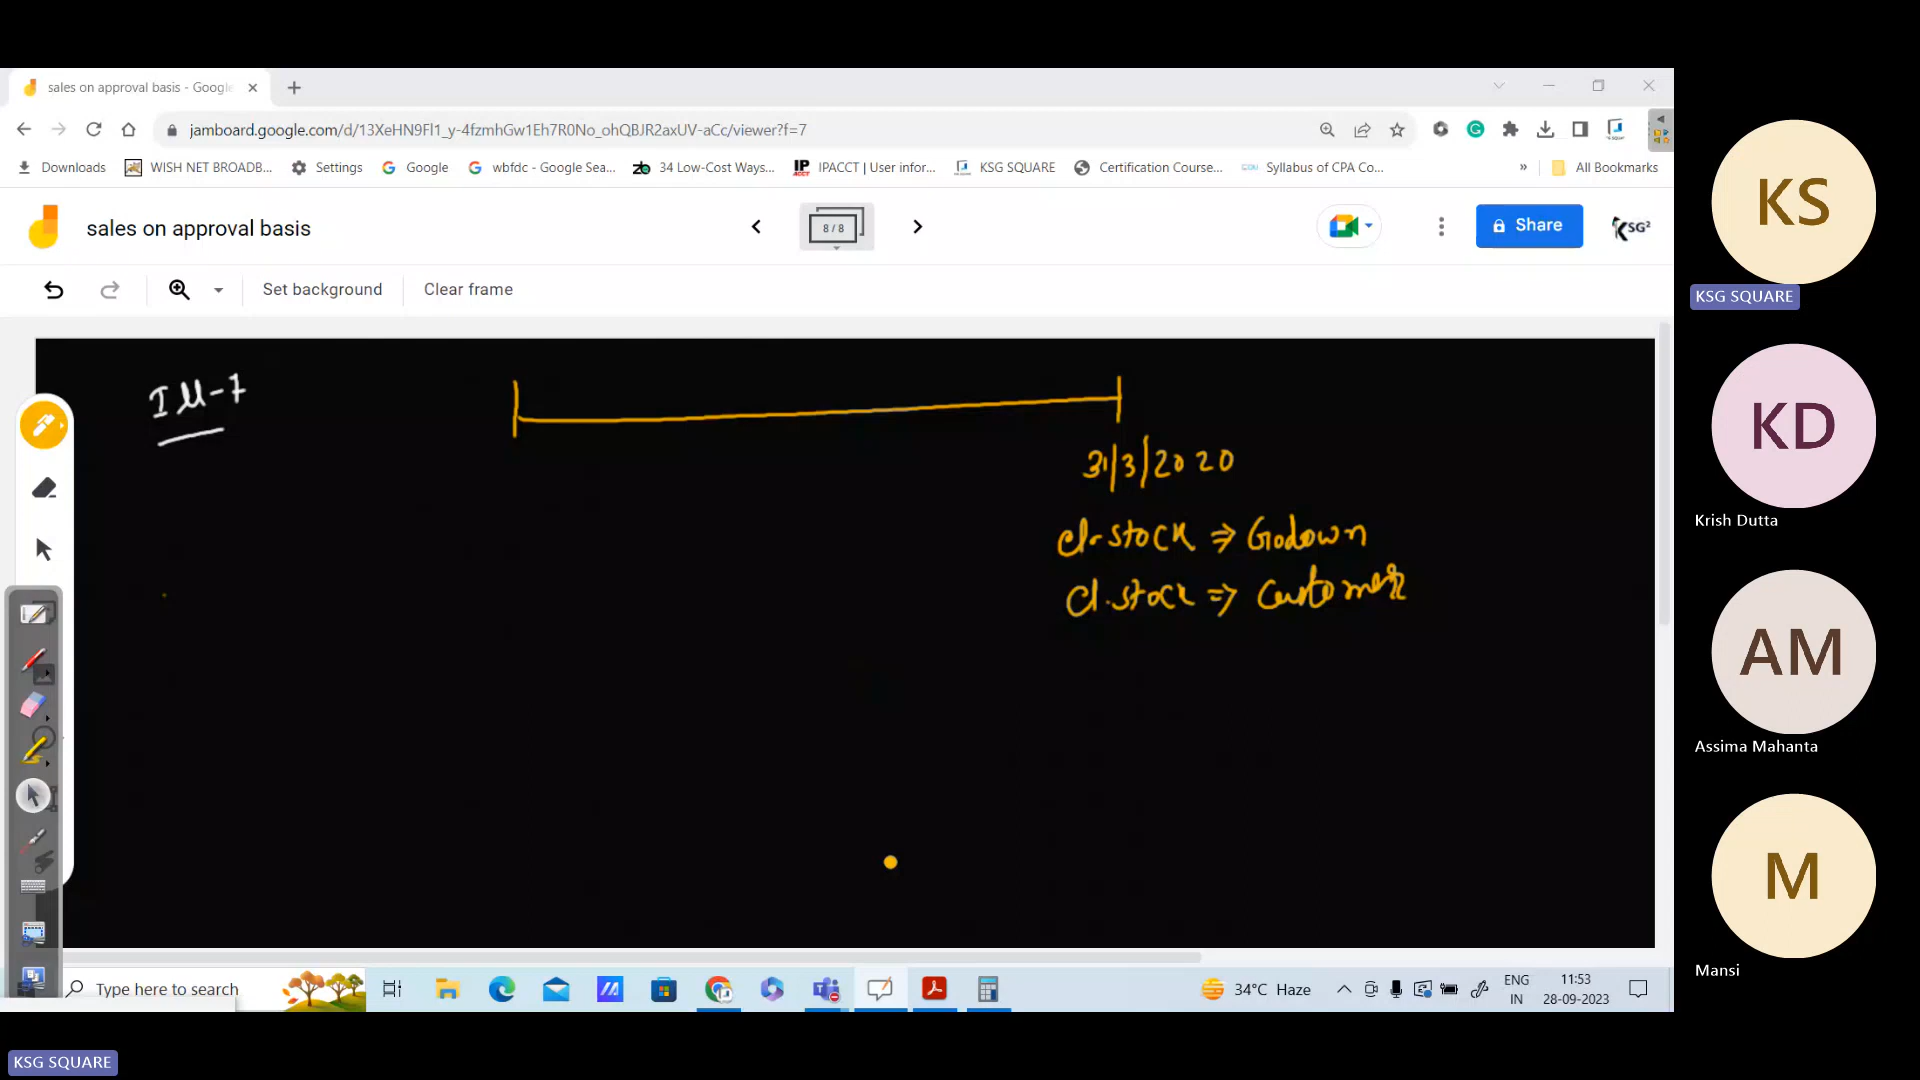 sales on approval basis - Google
jamboard.google.com/d/13XeHN9Fl1_y-4fzmhGw1Eh7R0No_ohQBJR2axUV-aCc/viewer?f=7
Downloads WISH NET BROADB... Settings Google wbfdc - Google Sea... 34 Low-Cost Ways... IPACCT | User infor... KSG SQUARE Certification Course... Syllabus of CPA Co... » All Bookmarks
sales on approval basis
8 / 8
Share
KSG²
Set background
Clear frame
Ill-7
31/3/2020
cl.stock ⇒ Godown
cl.stock ⇒ Customer
Type here to search
34°C Haze
ENG
IN
11:53
28-09-2023
KS
KSG SQUARE
KD
Krish Dutta
AM
Assima Mahanta
M
Mansi
KSG SQUARE